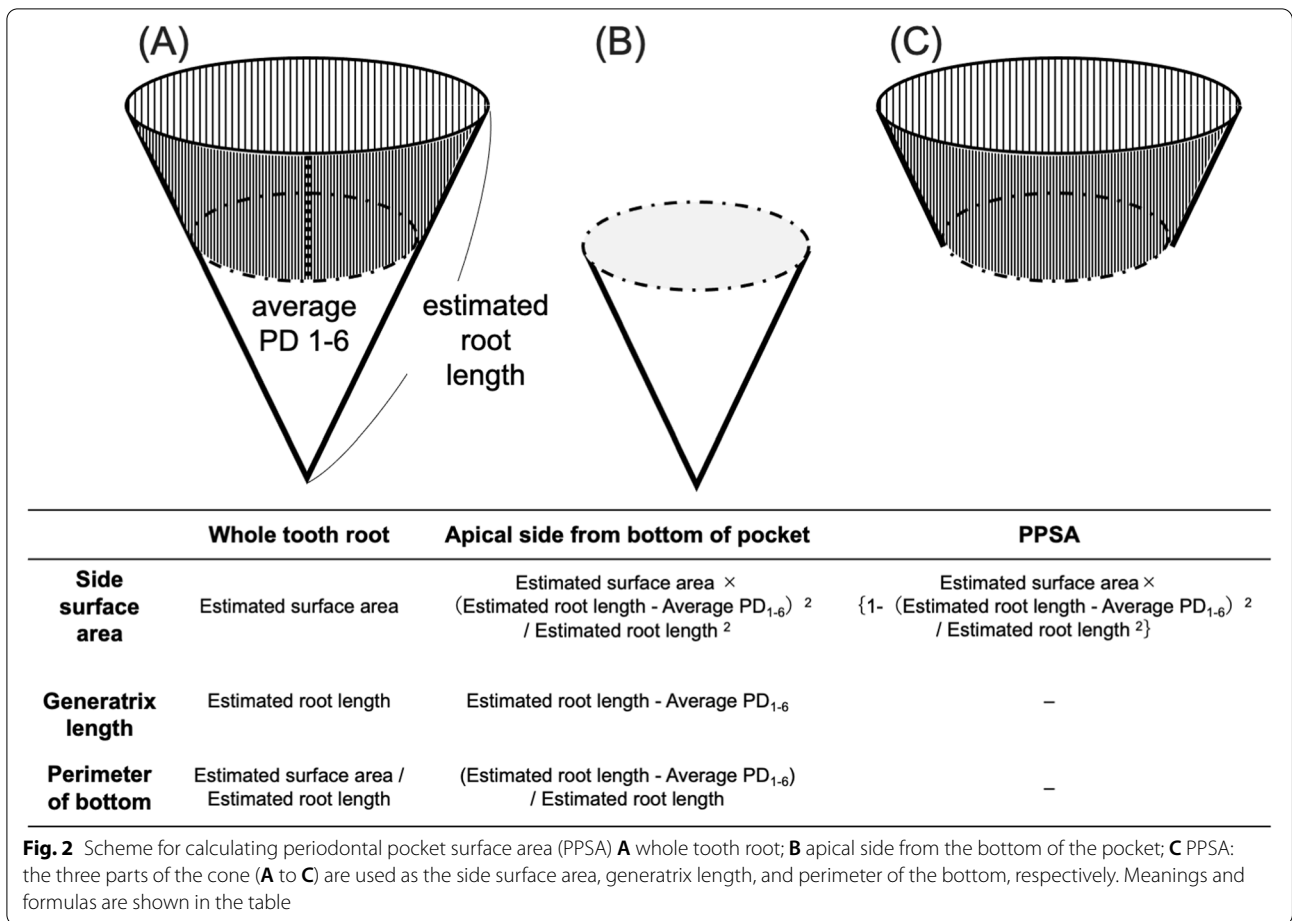 (A)
(B)
(C)
average
PD 1-6
estimated
root
length
Whole tooth root
Apical side from bottom of pocket
PPSA
Side
surface
area
Estimated surface area
Estimated surface area ×
(Estimated root length - Average PD1-6) 2
/ Estimated root length 2
Estimated surface area ×
{1- (Estimated root length - Average PD1-6) 2
/ Estimated root length 2}
Generatrix
length
Estimated root length
Estimated root length - Average PD1-6
–
Perimeter
of bottom
Estimated surface area /
Estimated root length
(Estimated root length - Average PD1-6)
/ Estimated root length
–
Fig. 2 Scheme for calculating periodontal pocket surface area (PPSA) A whole tooth root; B apical side from the bottom of the pocket; C PPSA:
the three parts of the cone (A to C) are used as the side surface area, generatrix length, and perimeter of the bottom, respectively. Meanings and
formulas are shown in the table